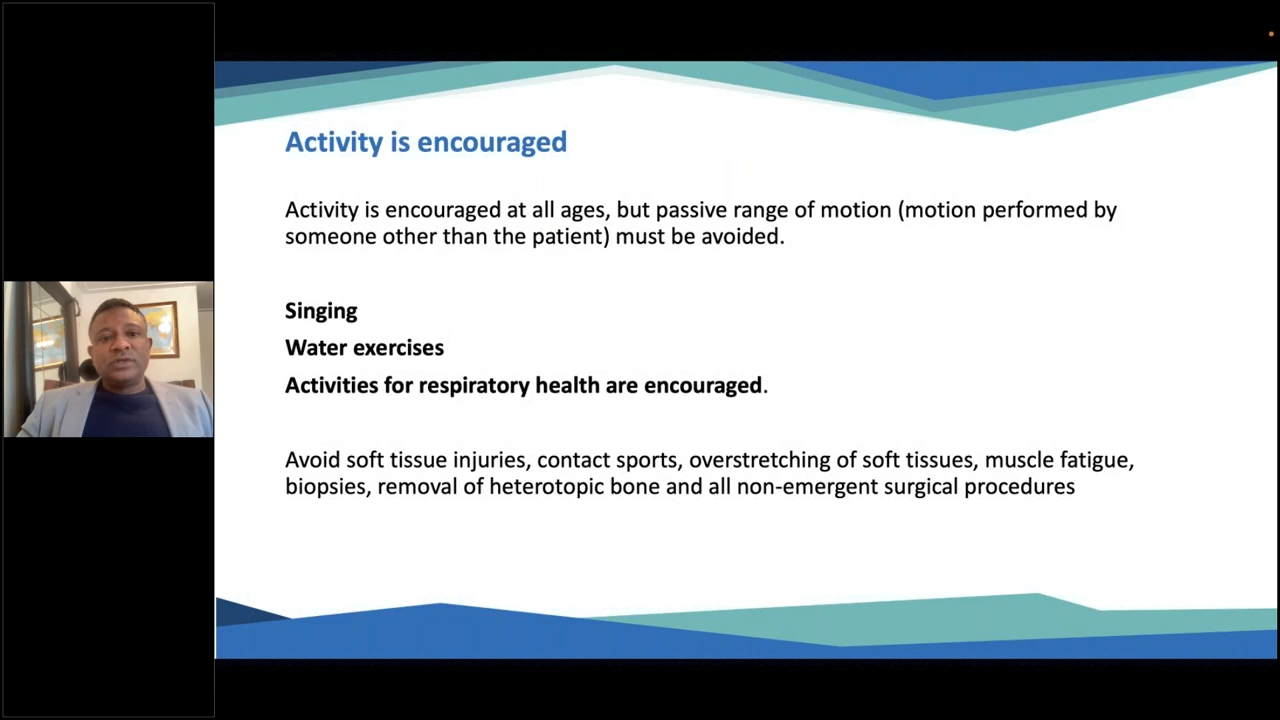 Activity is encouraged
Activity is encouraged at all ages, but passive range of motion (motion performed by
someone other than the patient) must be avoided.
Singing
Water exercises
Activities for respiratory health are encouraged.
Avoid soft tissue injuries, contact sports, overstretching of soft tissues, muscle fatigue,
biopsies, removal of heterotopic bone and all non-emergent surgical procedures